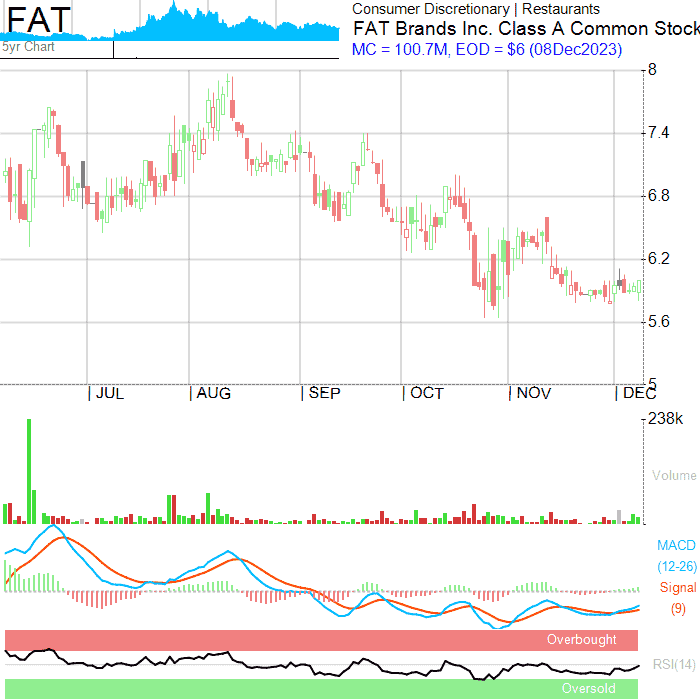 FAT
5yr Chart
Consumer Discretionary | Restaurants
FAT Brands Inc. Class A Common Stock
MC = 100.7M, EOD = $6 (08Dec2023)
8
7.4
6.8
6.2
5.6
5
JUL AUG SEP OCT NOV DEC
238k
Volume
MACD
(12-26)
Signal
(9)
Overbought
RSI(14)
Oversold